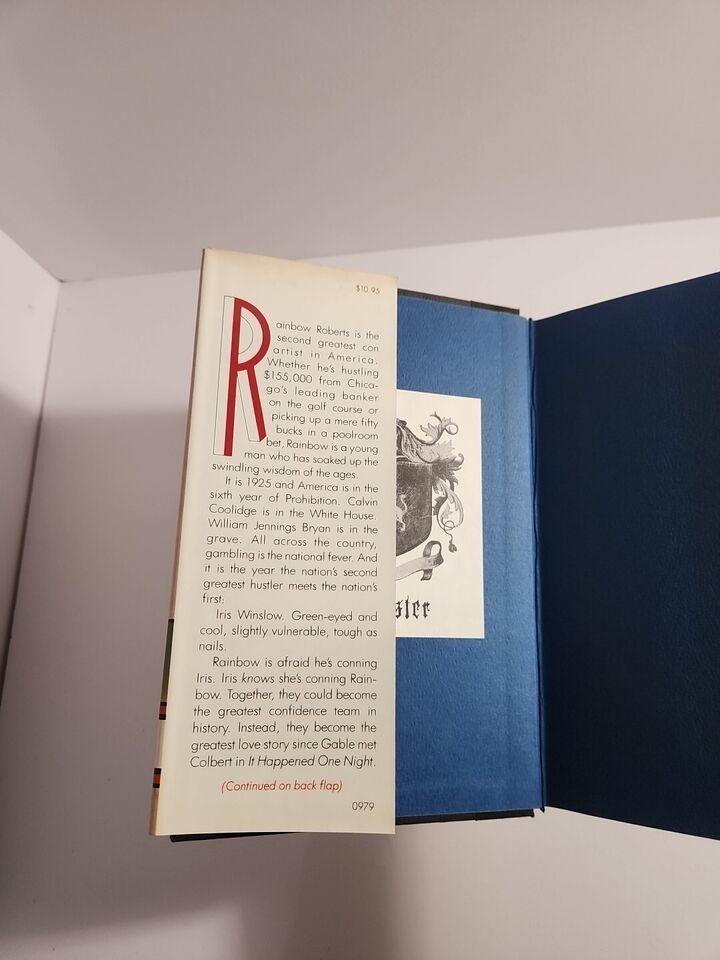 $10.95
Rainbow Roberts is the
second greatest con
artist in America.
Whether he's hustling
$155,000 from Chica-
go's leading banker
on the golf course or
picking up a mere fifty
bucks in a poolroom
bet, Rainbow is a young
man who has soaked up the
swindling wisdom of the ages.
It is 1925 and America is in the
sixth year of Prohibition. Calvin
Coolidge is in the White House.
William Jennings Bryan is in the
grave. All across the country,
gambling is the national fever. And
it is the year the nation's second
greatest hustler meets the nation's
first:
Iris Winslow. Green-eyed and
cool, slightly vulnerable, tough as
nails.
Rainbow is afraid he's conning
Iris. Iris knows she's conning Rain-
bow. Together, they could become
the greatest confidence team in
history. Instead, they become the
greatest love story since Gable met
Colbert in It Happened One Night.
(Continued on back flap)
0979